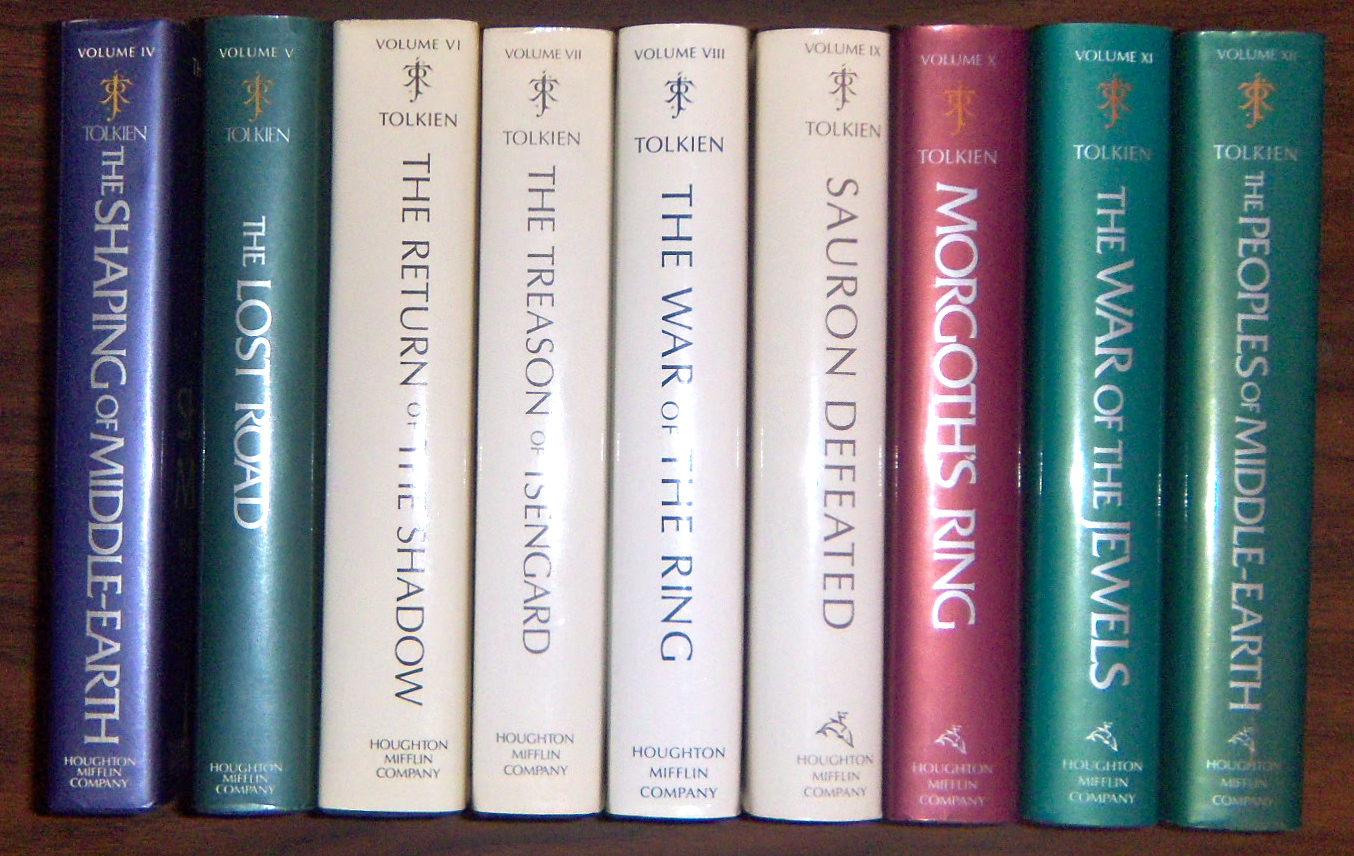 VOLUME IV
TOLKIEN
THE SHAPING OF MIDDLE-EARTH
HOUGHTON
MIFFLIN
COMPANY
VOLUME V
TOLKIEN
THE LOST ROAD
HOUGHTON
MIFFLIN
COMPANY
VOLUME VI
TOLKIEN
THE RETURN OF THE SHADOW
HOUGHTON
MIFFLIN
COMPANY
VOLUME VII
TOLKIEN
THE TREASON OF ISENGARD
HOUGHTON
MIFFLIN
COMPANY
VOLUME VIII
TOLKIEN
THE WAR OF THE RING
HOUGHTON
MIFFLIN
COMPANY
VOLUME IX
TOLKIEN
SAURON DEFEATED
HOUGHTON
MIFFLIN
COMPANY
VOLUME X
TOLKIEN
MORGOTH'S RING
HOUGHTON
MIFFLIN
COMPANY
VOLUME XI
TOLKIEN
THE WAR OF THE JEWELS
HOUGHTON
MIFFLIN
COMPANY
VOLUME XII
TOLKIEN
THE PEOPLES OF MIDDLE-EARTH
HOUGHTON
MIFFLIN
COMPANY